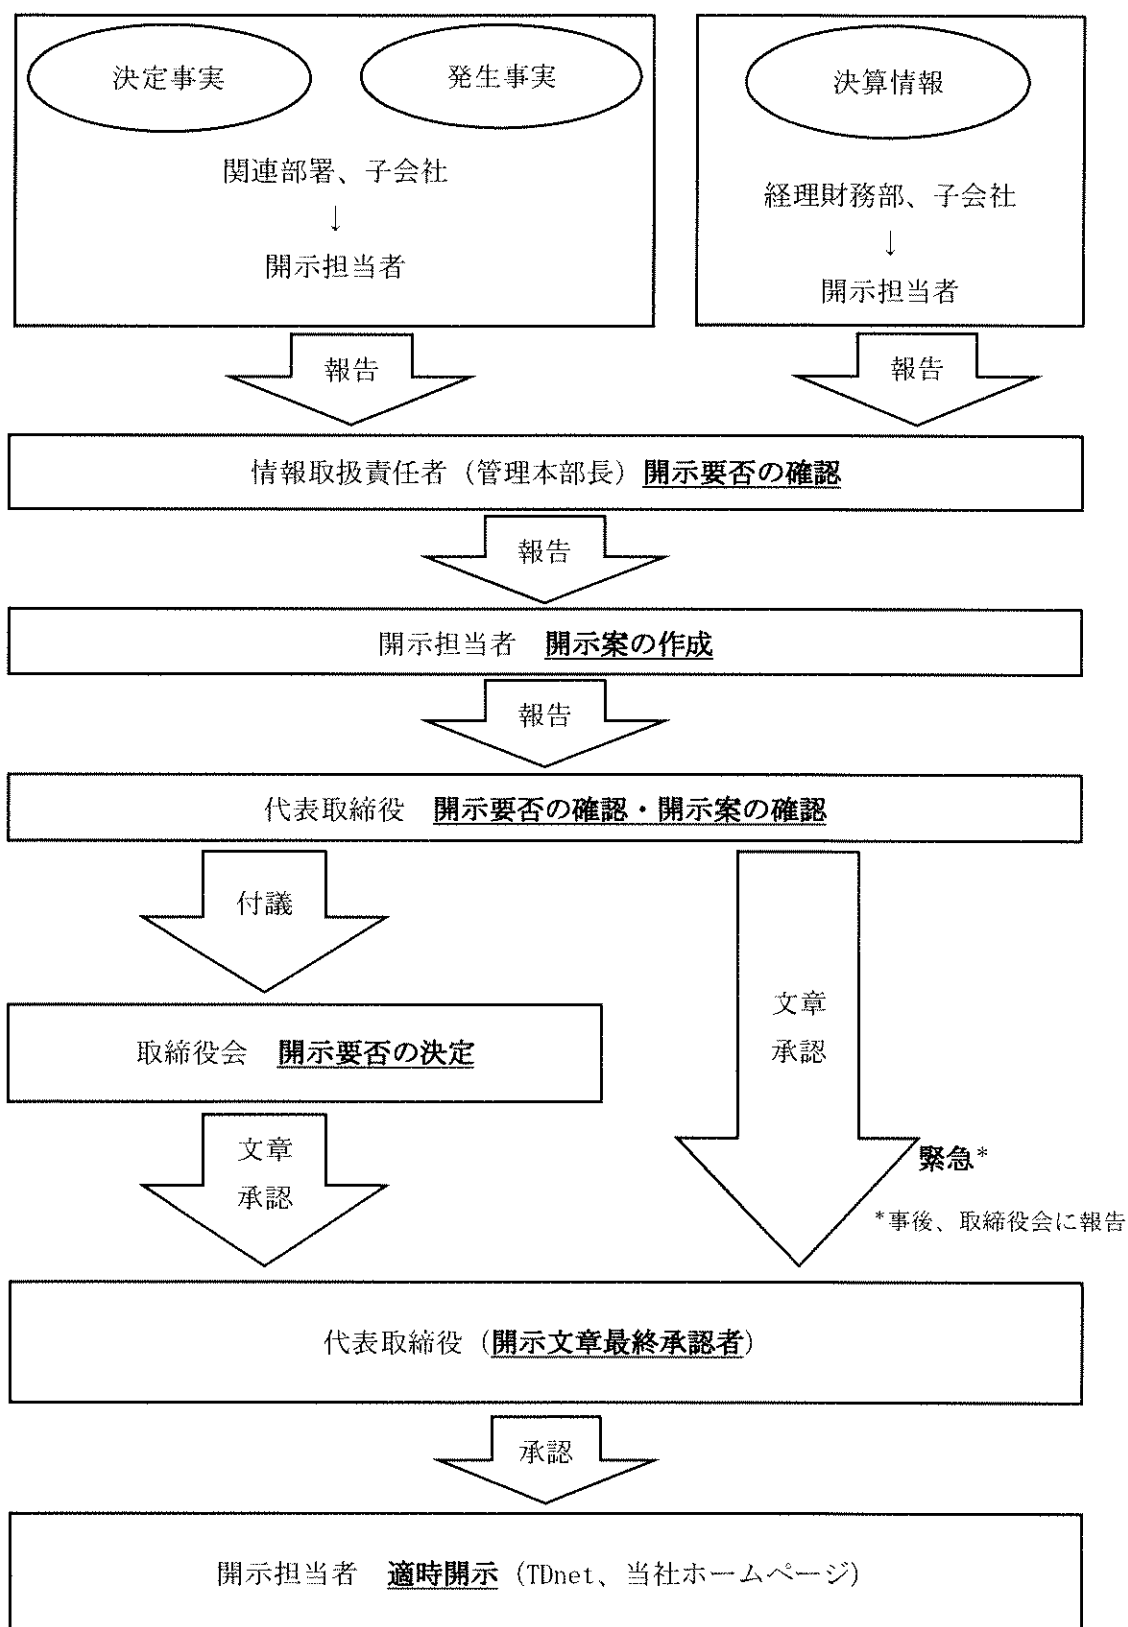 決定事実
発生事実
関連部署、子会社
↓
開示担当者
決算情報
経理財務部、子会社
↓
開示担当者
報告
報告
情報取扱責任者（管理本部長）開示要否の確認
報告
開示担当者　開示案の作成
報告
代表取締役　開示要否の確認・開示案の確認
付議
取締役会　開示要否の決定
文章
承認
文章
承認
緊急*
*事後、取締役会に報告
代表取締役（開示文章最終承認者）
承認
開示担当者　適時開示（TDnet、当社ホームページ）